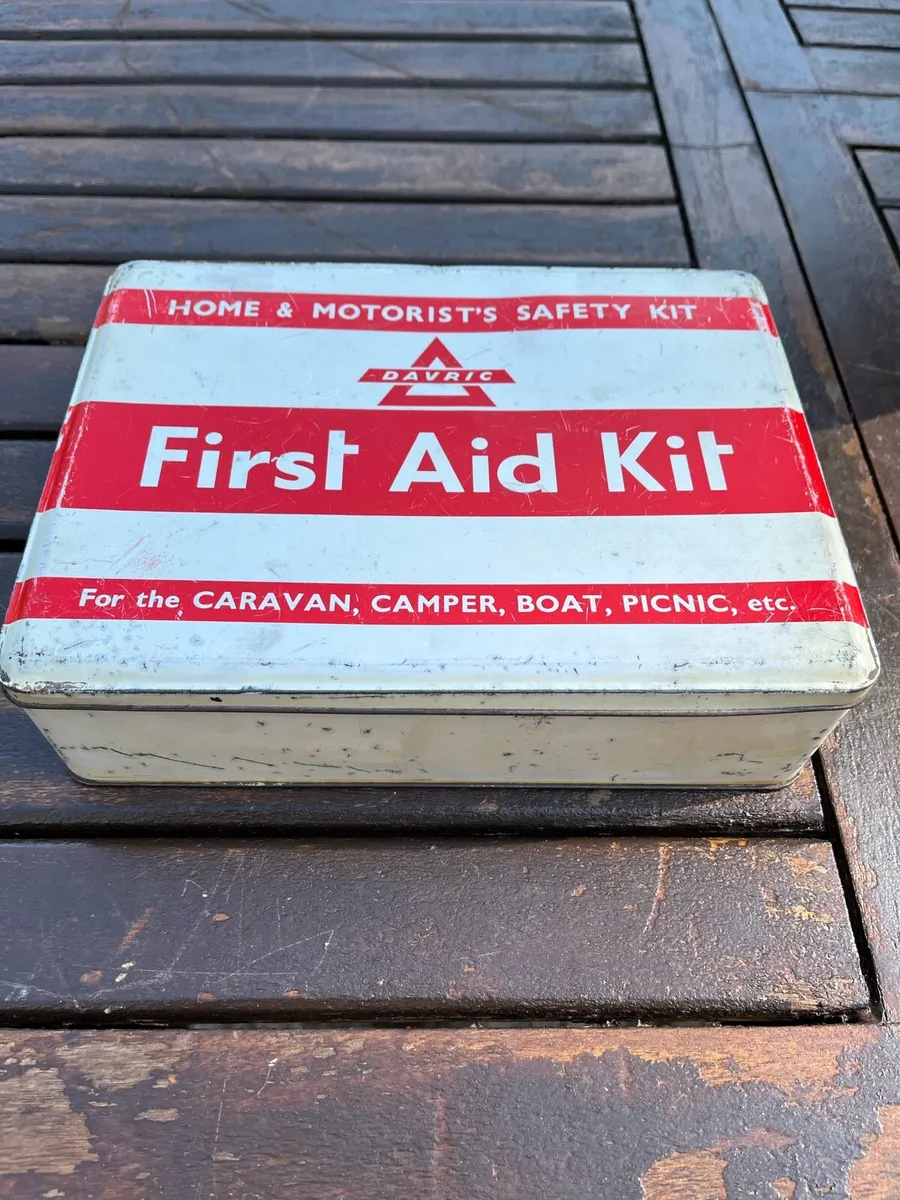 HOME & MOTORIST'S SAFETY KIT
DAVRIC
First Aid Kit
For the CARAVAN, CAMPER, BOAT, PICNIC, etc.